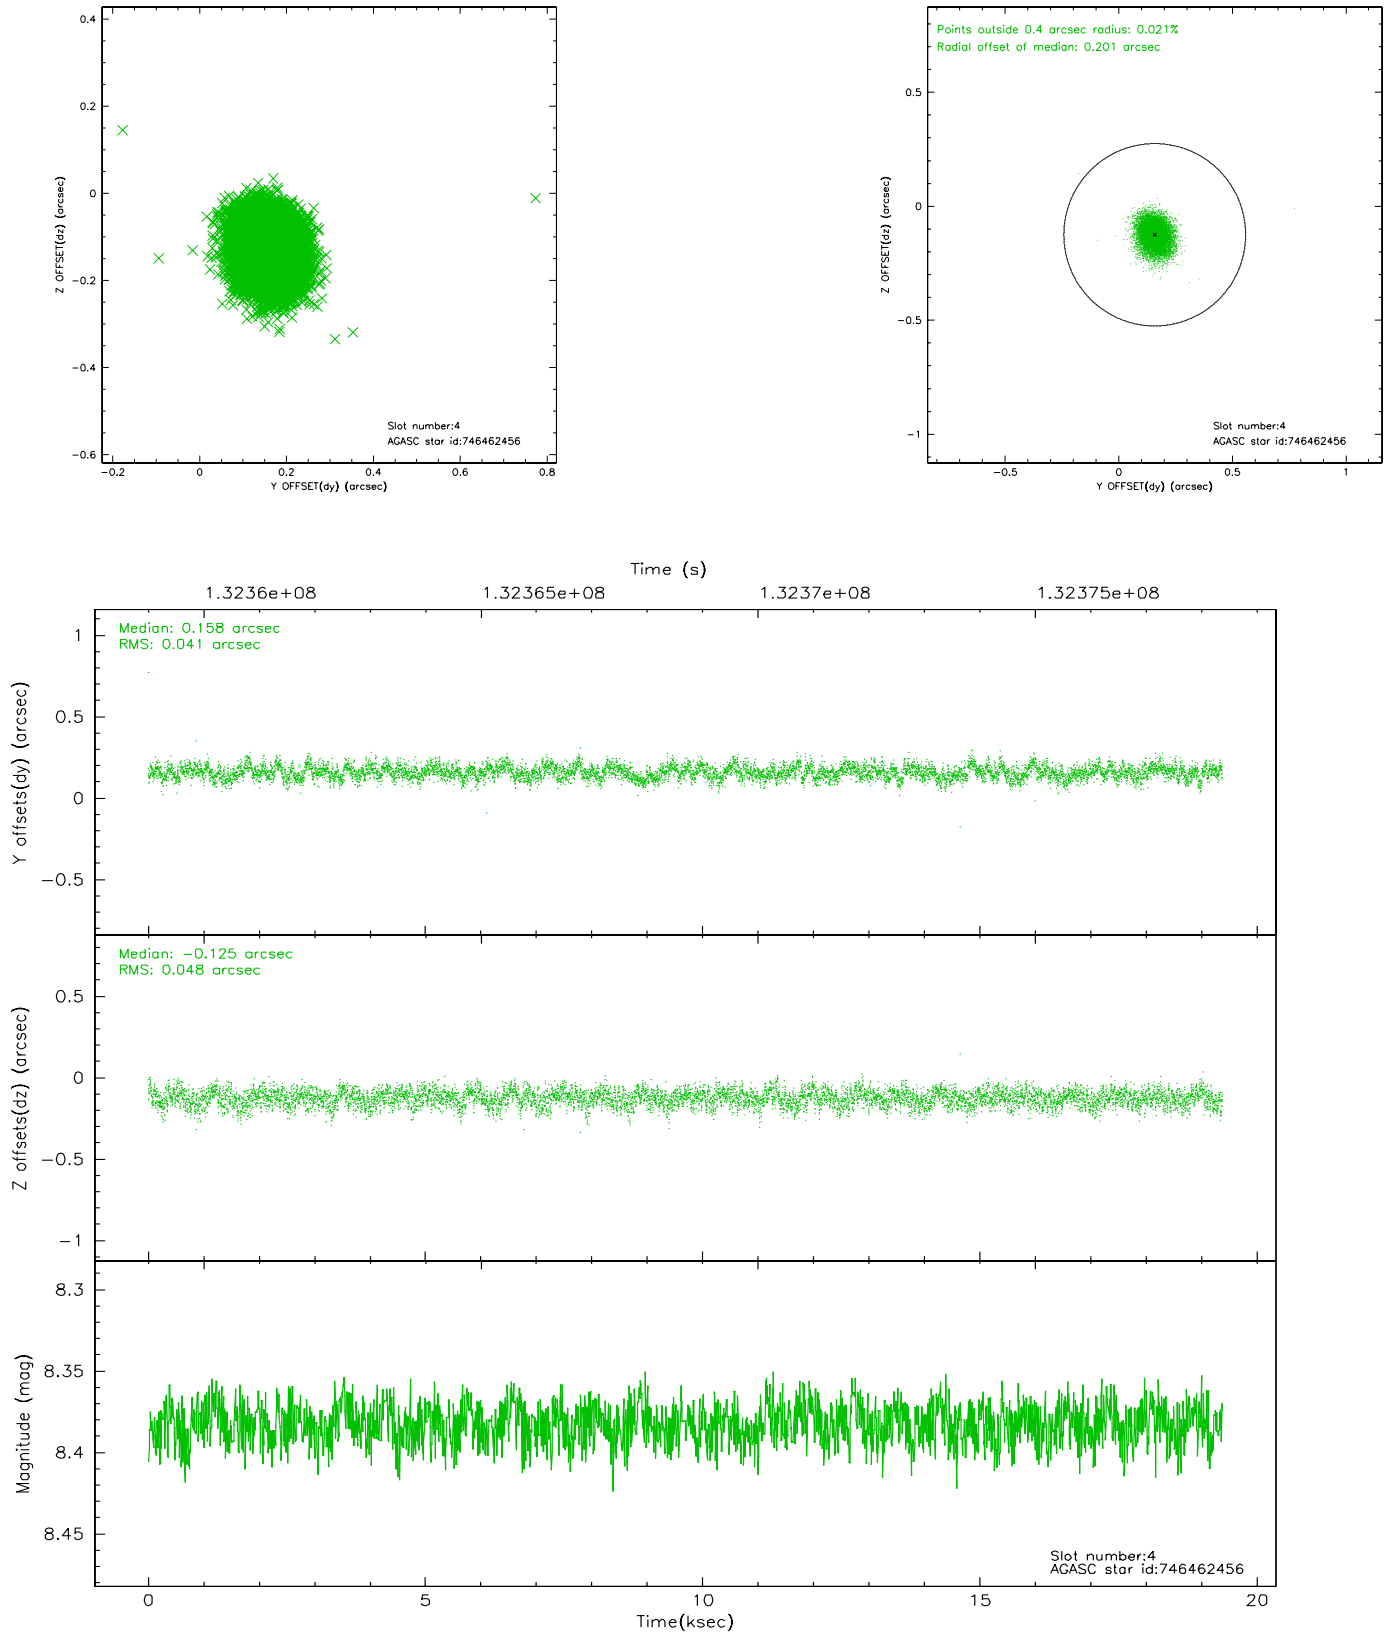 0.4
0.2
0
-0.2
-0.4
-0.6
Z OFFSET(dz) (arcsec)
-0.2 0 0.2 0.4 0.6 0.8
Y OFFSET(dy) (arcsec)
Slot number:4
AGASC star id:746462456
Points outside 0.4 arcsec radius: 0.021%
Radial offset of median: 0.201 arcsec
0.5
0
-0.5
-1
Z OFFSET(dz) (arcsec)
-0.5 0 0.5 1
Y OFFSET(dy) (arcsec)
Slot number:4
AGASC star id:746462456
Time (s)
1.3236e+08 1.32365e+08 1.3237e+08 1.32375e+08
Median: 0.158 arcsec
RMS: 0.041 arcsec
1
0.5
0
-0.5
Y offsets(dy) (arcsec)
Median: -0.125 arcsec
RMS: 0.048 arcsec
0.5
0
-0.5
-1
Z offsets(dz) (arcsec)
8.3
8.35
8.4
8.45
Magnitude (mag)
Slot number:4
AGASC star id:746462456
0 5 10 15 20
Time(ksec)